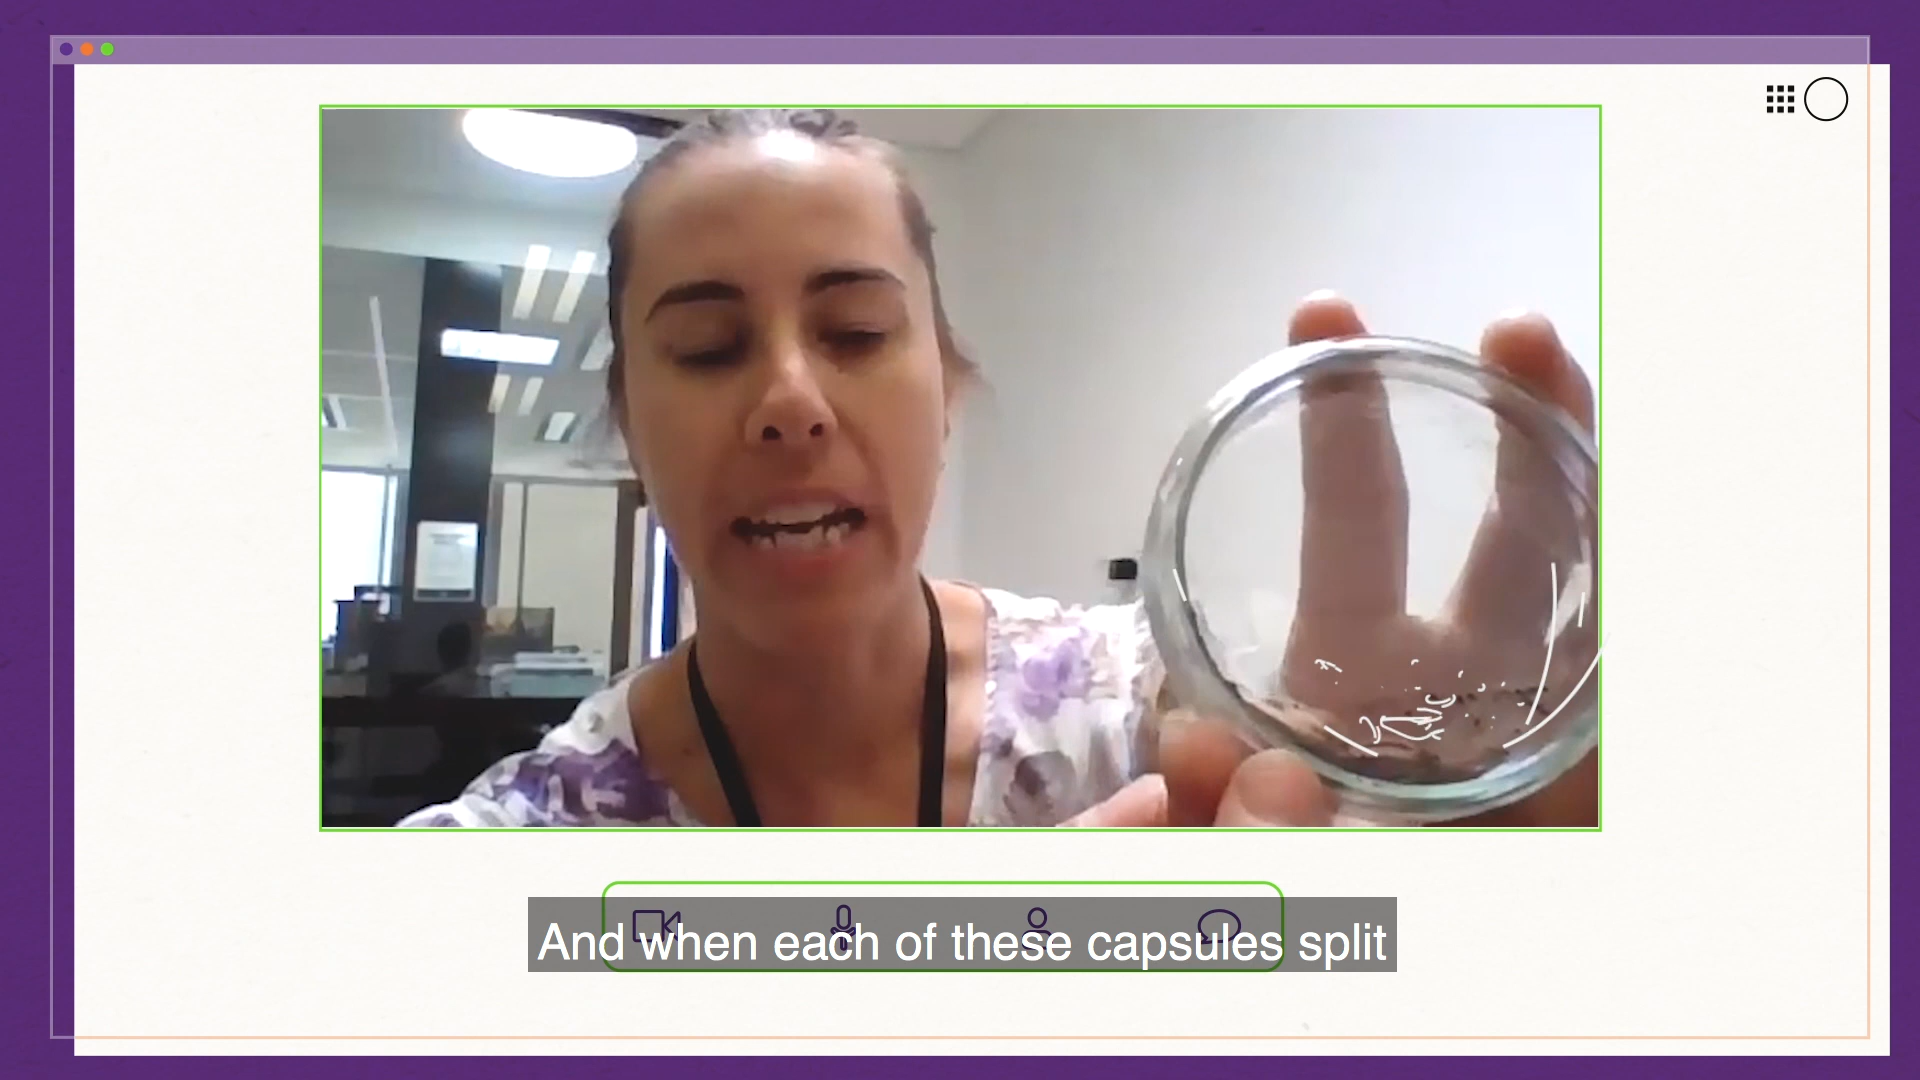 And when each of these capsules split